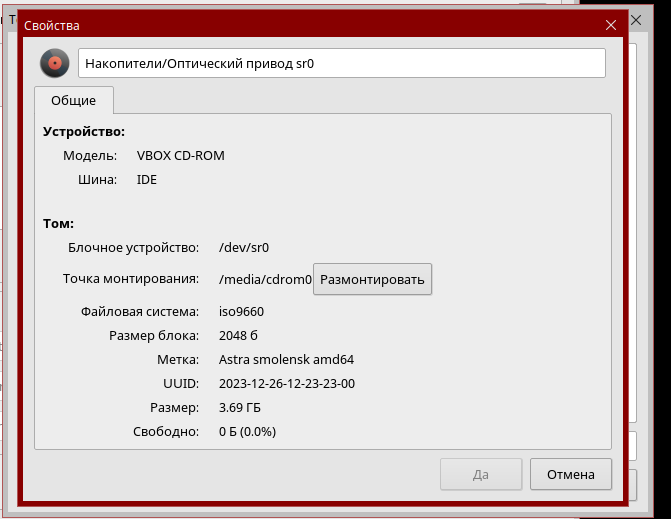 Свойства
Накопители/Оптический привод sr0
Общие
Устройство:
Модель: VBOX CD-ROM
Шина: IDE
Том:
Блочное устройство: /dev/sr0
Точка монтирования: /media/cdrom0 Размонтировать
Файловая система: iso9660
Размер блока: 2048 б
Метка: Astra smolensk amd64
UUID: 2023-12-26-12-23-23-00
Размер: 3.69 ГБ
Свободно: 0 Б (0.0%)
Да Отмена